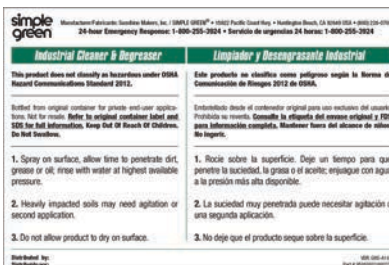 simple green
Manufacturer/Fabricante: Sunshine Makers, Inc. / SIMPLE GREEN® • 15922 Pacific Coast Hwy. • Huntington Beach, CA 92649 USA •
24-hour Emergency Response: 1-800-255-3924 • Servicio de urgencias 24 horas: 1-800-255-3924
Industrial Cleaner & Degreaser
This product does not classify as hazardous under OSHA
Hazard Communications Standard 2012.
Bottled from original container for private end-user applica-
tions. Not for resale. Refer to original container label and
SDS for full information. Keep Out Of Reach Of Children.
Do Not Swallow.
1. Spray on surface, allow time to penetrate dirt,
grease or oil; rinse with water at highest available
pressure.
2. Heavily impacted soils may need agitation or
second application.
3. Do not allow product to dry on surface.
Distributed by:
Limpiador y Desengrasante Industrial
Este producto no clasifica como peligroso según la Norma d
Comunicación de Riesgos 2012 de OSHA.
Embotellado desde el contenedor original para uso exclusivo del usuario
Prohibida su reventa. Consulte la etiqueta del envase original y FDS
para información completa. Mantener fuera del alcance de niños
No ingerir.
1. Rocíe sobre la superficie. Deje un tiempo para que
penetre la suciedad, la grasa o el aceite; enjuague con agua
a la presión más alta disponible.
2. La suciedad muy penetrada puede necesitar agitación o
una segunda aplicación.
3. No deje que el producto seque sobre la superficie.